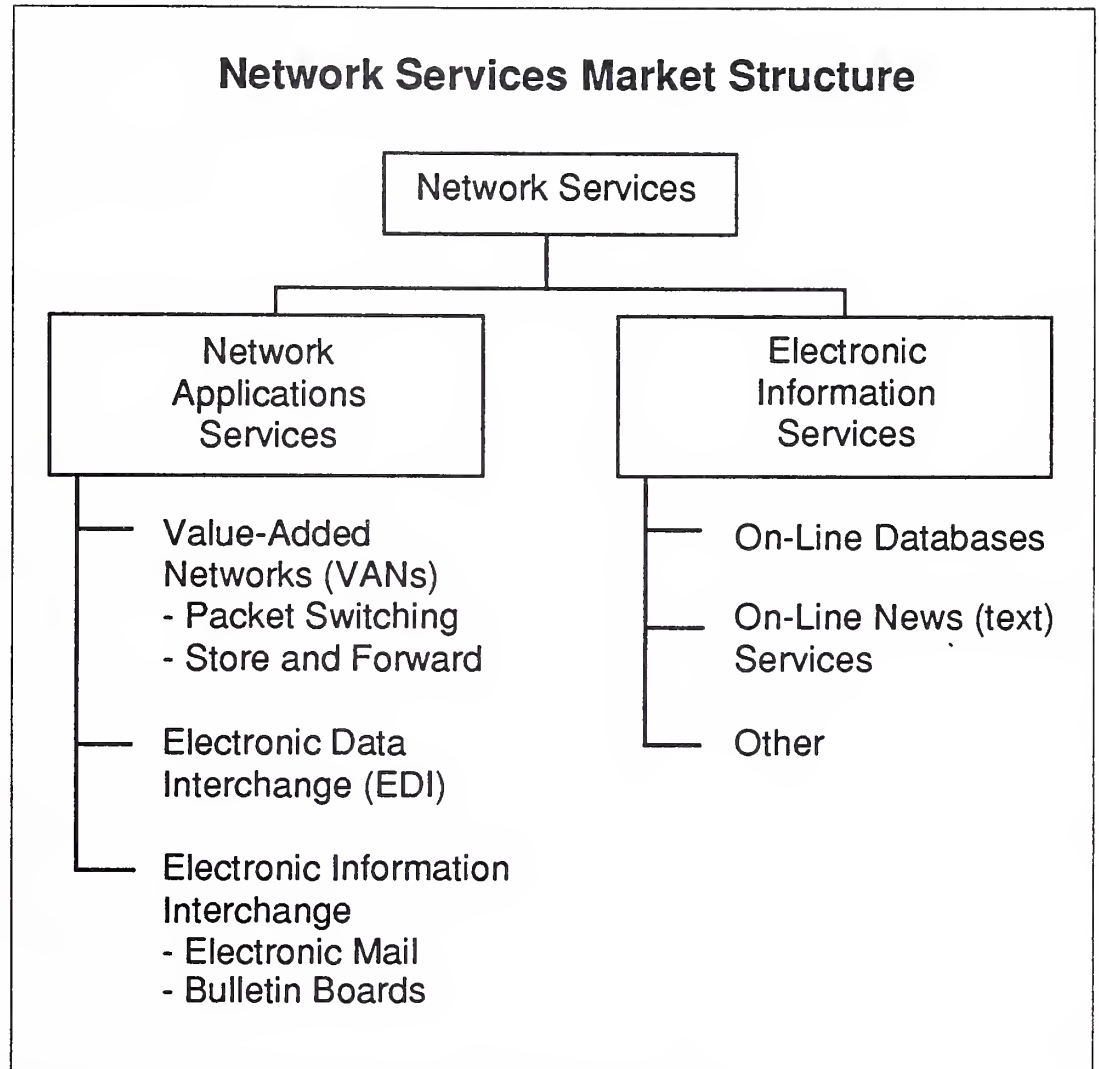 Network Services Market Structure
Network Services
Network
Applications
Services
Value-Added
Networks (VANs)
- Packet Switching
- Store and Forward
Electronic Data
Interchange (EDI)
Electronic Information
Interchange
- Electronic Mail
- Bulletin Boards
Electronic
Information
Services
On-Line Databases
On-Line News (text)
Services
Other